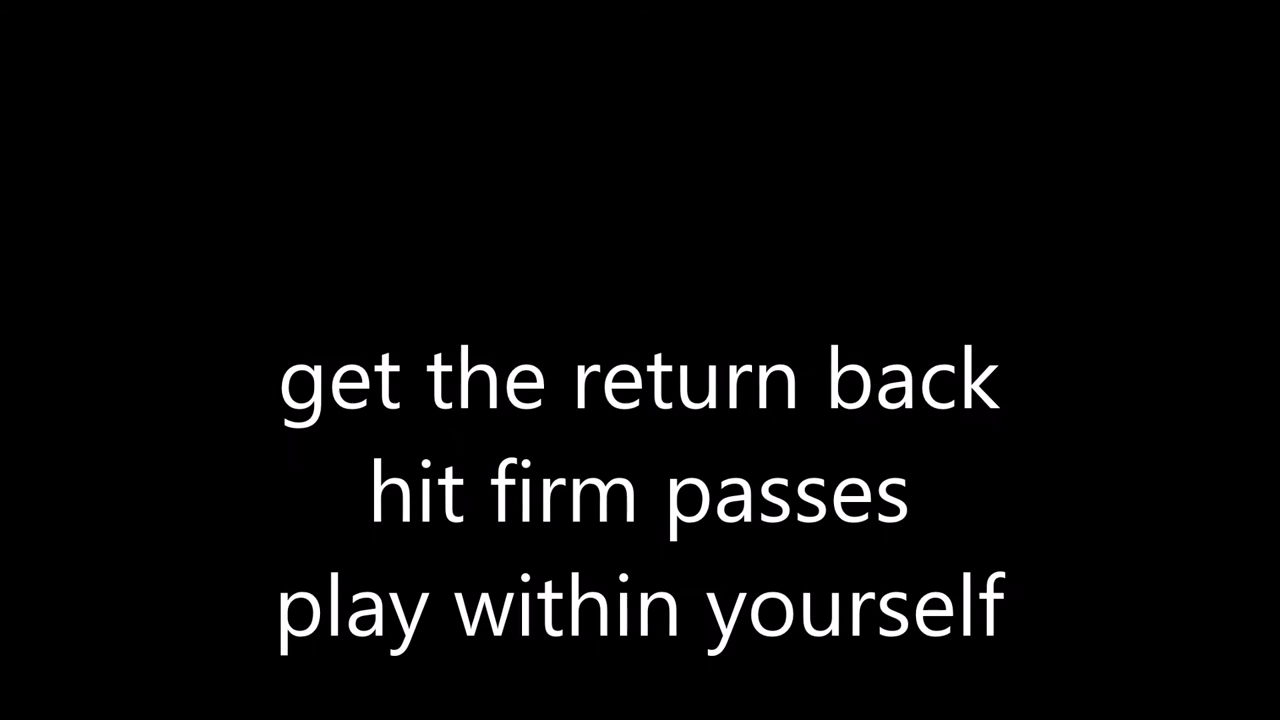 get the return back
hit firm passes
play within yourself